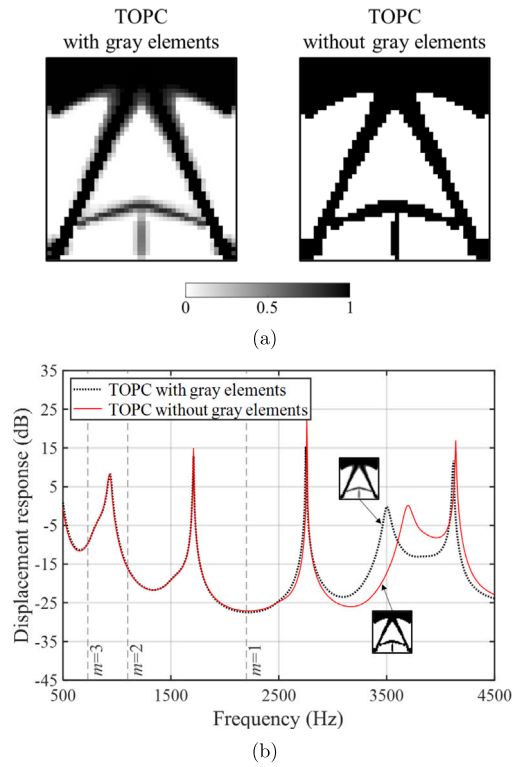 TOPC
with gray elements
TOPC
without gray elements
0 0.5 1
(a)
35
25
15
5
-5
-15
-25
-35
-45
Displacement response (dB)
TOPC with gray elements
TOPC without gray elements
m=3
m=2
m=1
500 1500 2500 3500 4500
Frequency (Hz)
(b)